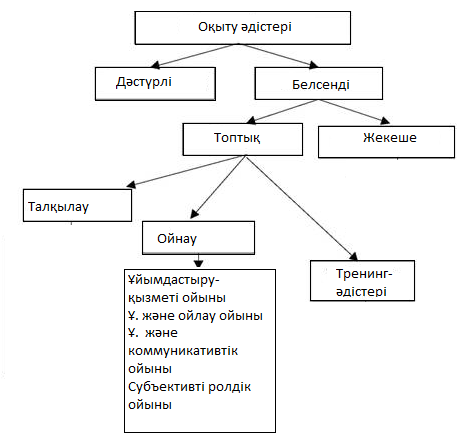 Оқыту әдістері
Дәстүрлі
Белсенді
Топтық
Жекеше
Талқылау
Ойнау
Тренинг-
әдістері
Ұйымдастыру-
қызметі ойыны
Ұ. және ойлау ойыны
Ұ.  және
коммуникативтік
ойыны
Субъективті ролдік
ойыны